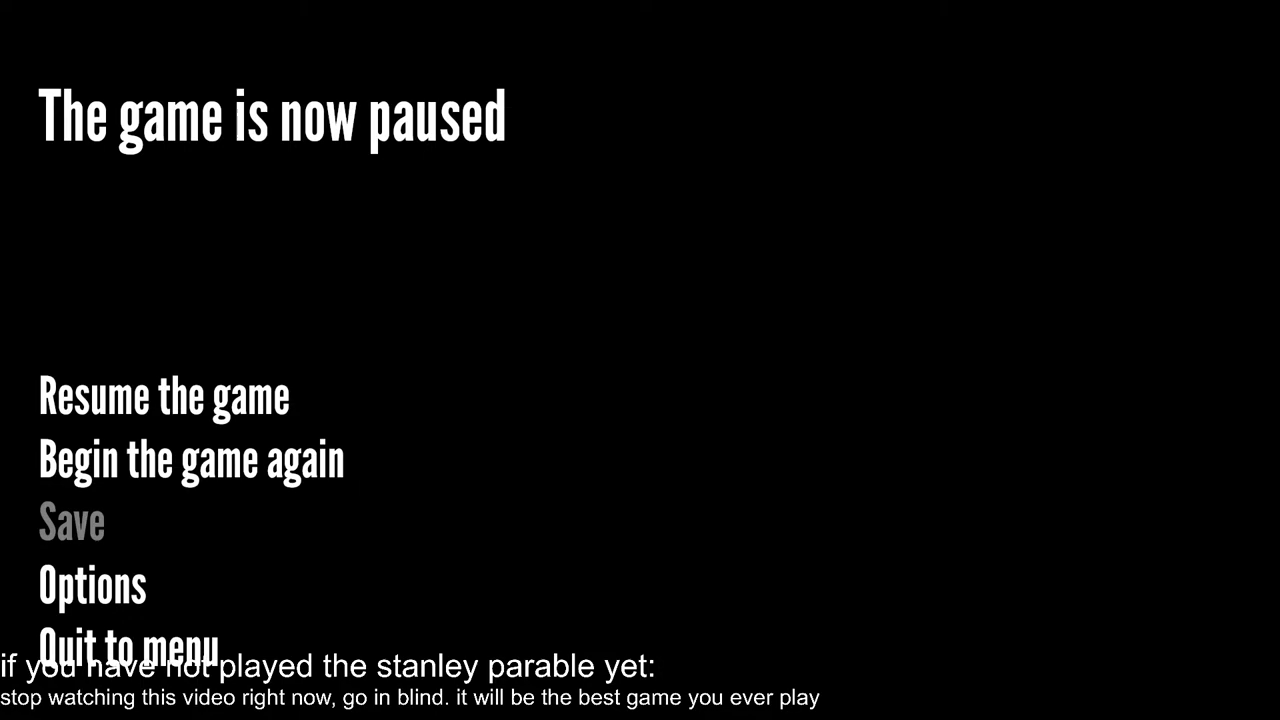 The game is now paused
Resume the game
Begin the game again
Save
Options
Quit to menu
if you have not played the stanley parable yet:
stop watching this video right now, go in blind. it will be the best game you ever play